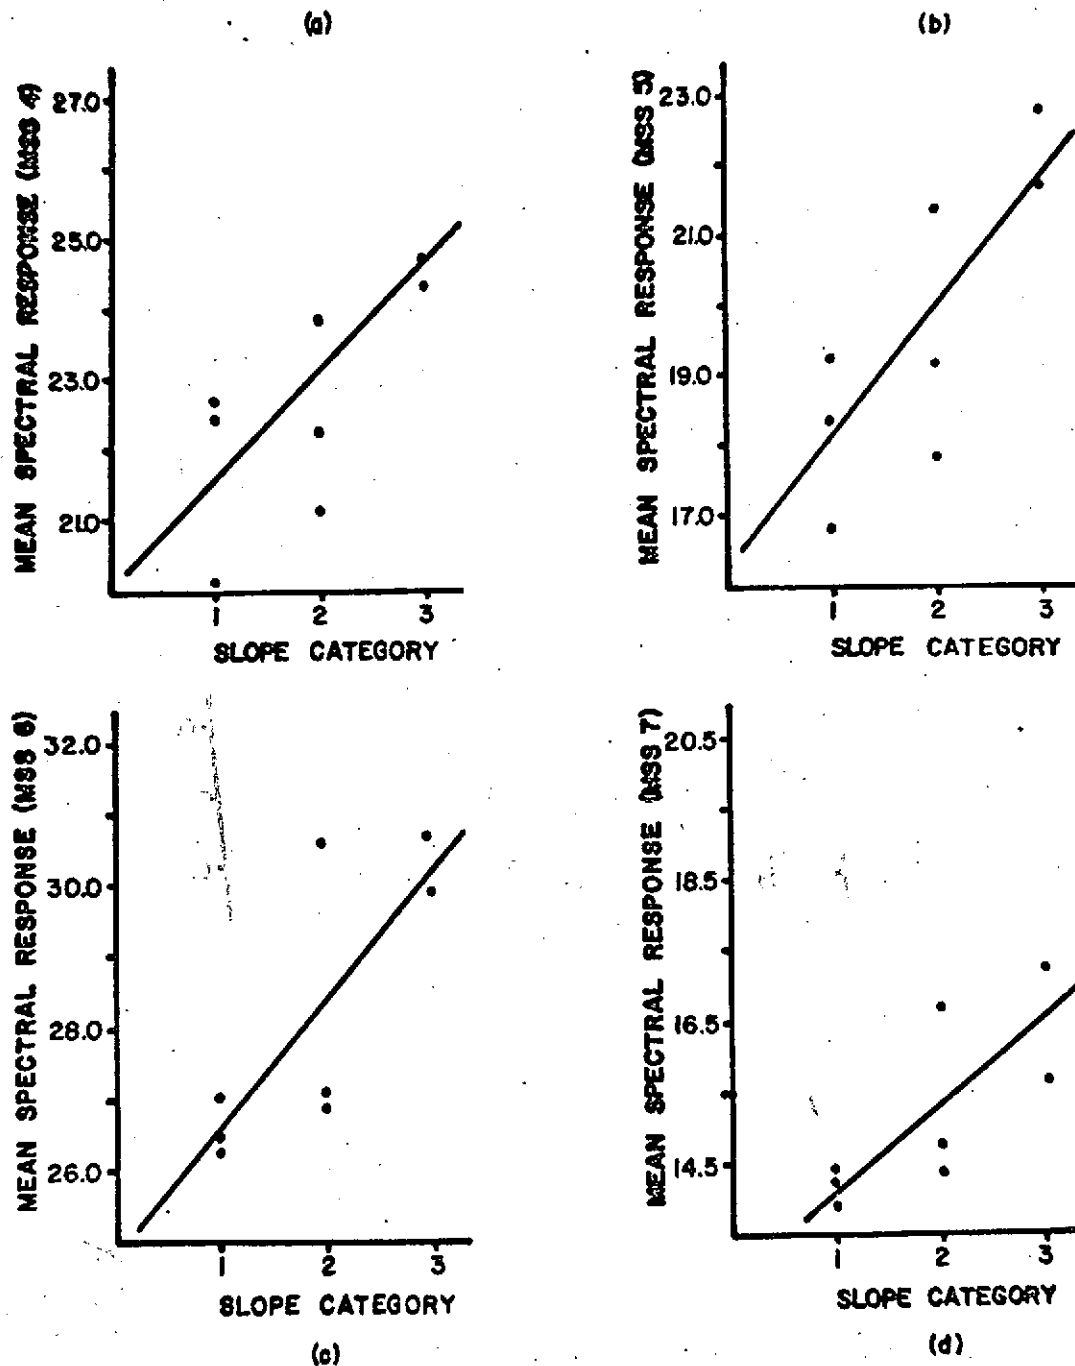 (a)
(b)
MEAN SPECTRAL RESPONSE (MSS 4)
27.0
25.0
23.0
21.0
1 2 3
SLOPE CATEGORY
MEAN SPECTRAL RESPONSE (MSS 5)
23.0
21.0
19.0
17.0
1 2 3
SLOPE CATEGORY
MEAN SPECTRAL RESPONSE (MSS 6)
32.0
30.0
28.0
26.0
1 2 3
SLOPE CATEGORY
(c)
MEAN SPECTRAL RESPONSE (MSS 7)
20.5
18.5
16.5
14.5
1 2 3
SLOPE CATEGORY
(d)